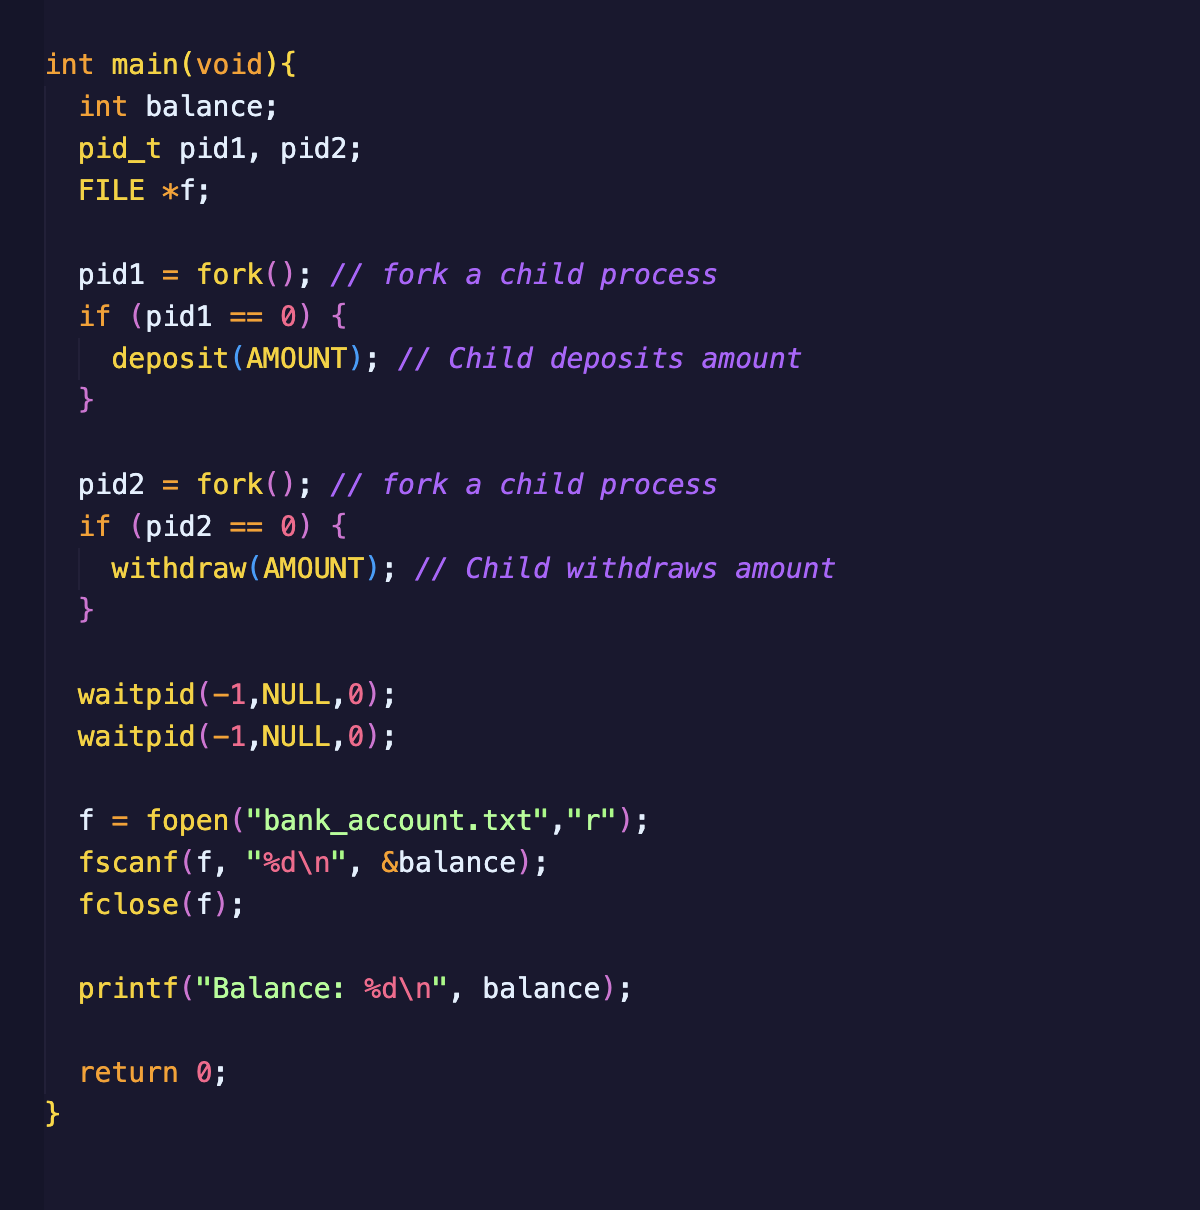 int main(void){
  int balance;
  pid_t pid1, pid2;
  FILE *f;

  pid1 = fork(); // fork a child process
  if (pid1 == 0) {
    deposit(AMOUNT); // Child deposits amount
  }

  pid2 = fork(); // fork a child process
  if (pid2 == 0) {
    withdraw(AMOUNT); // Child withdraws amount
  }

  waitpid(-1,NULL,0);
  waitpid(-1,NULL,0);

  f = fopen("bank_account.txt","r");
  fscanf(f, "%d\n", &balance);
  fclose(f);

  printf("Balance: %d\n", balance);

  return 0;
}